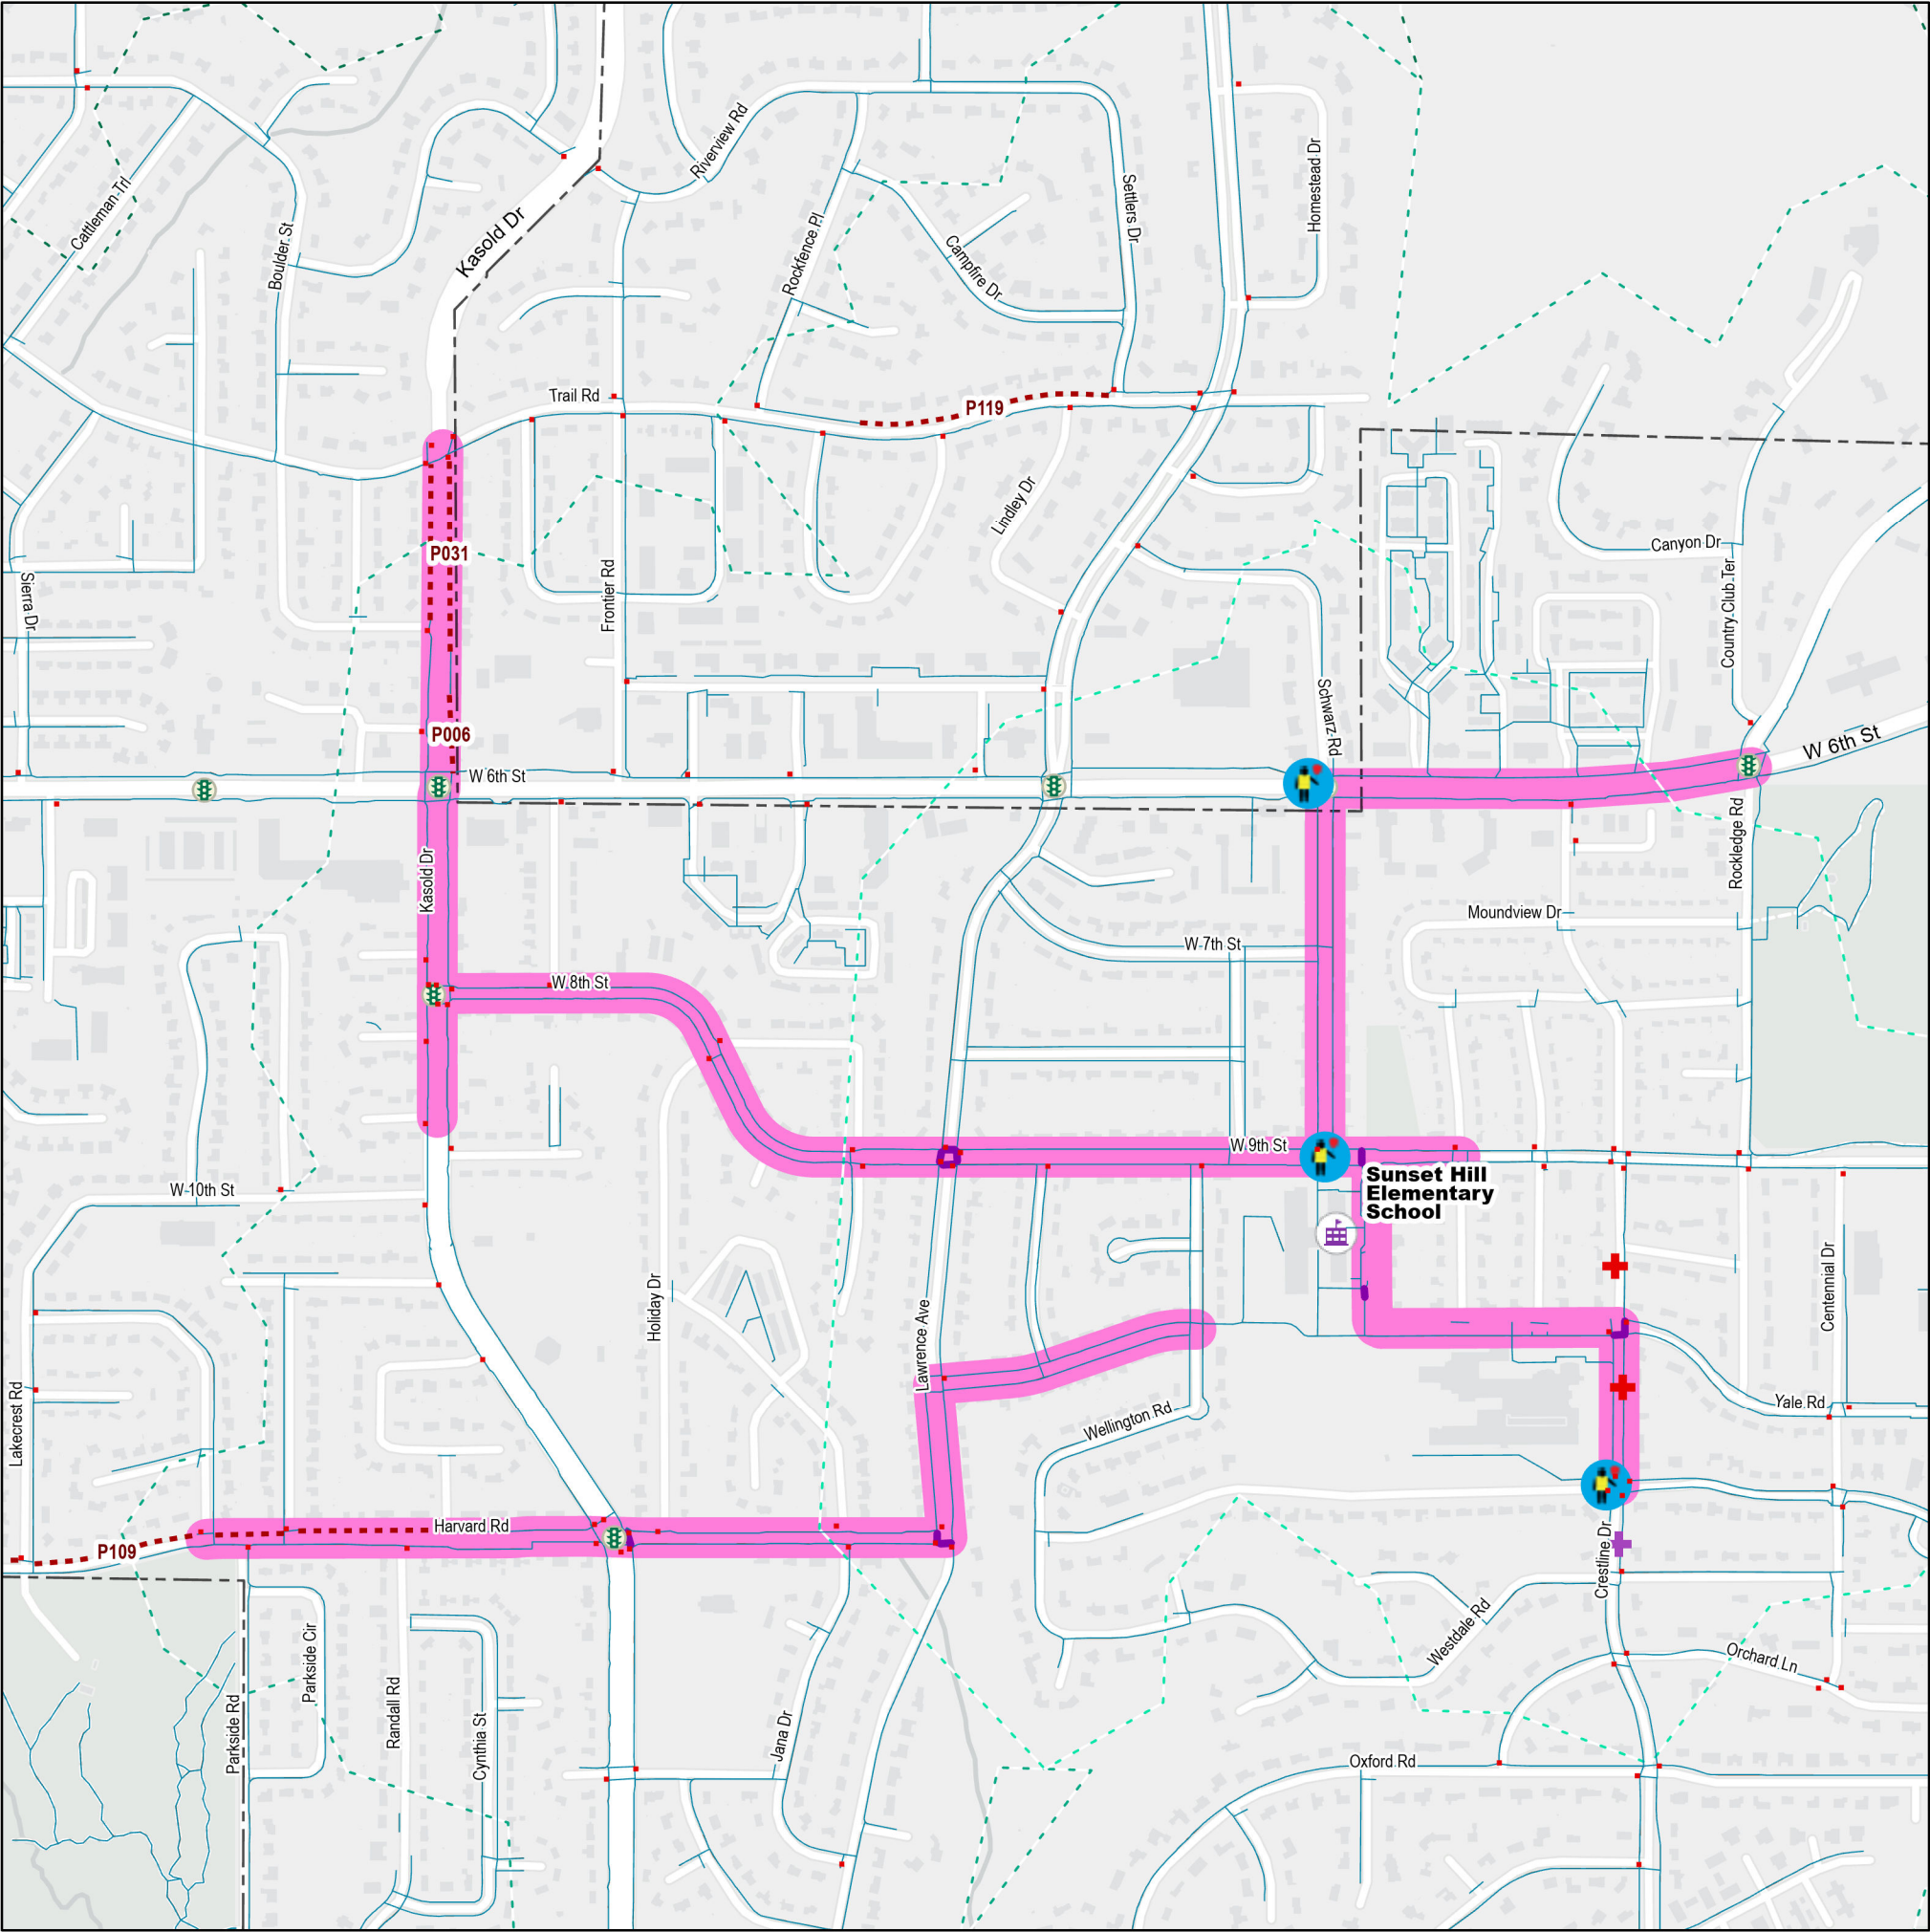 Riverview Rd
Cattleman Trl
Boulder St
Kasold Dr
Rockfence Pl
Campfire Dr
Settlers Dr
Homestead Dr
Trail Rd
P119
Lindley Dr
P031
Frontier Rd
Sierra Dr
Canyon Dr
Country Club Ter
Schwarz Rd
P006
W 6th St
W 6th St
Kasold Dr
Rockledge Rd
Moundview Dr
W 7th St
W 8th St
W 9th St
Sunset Hill
Elementary
School
W 10th St
Holiday Dr
Lawrence Ave
Centennial Dr
Lakecrest Rd
Wellington Rd
Yale Rd
Harvard Rd
P109
Crestline Dr
Westdale Rd
Orchard Ln
Parkside Cir
Parkside Rd
Randall Rd
Cynthia St
Jana Dr
Oxford Rd